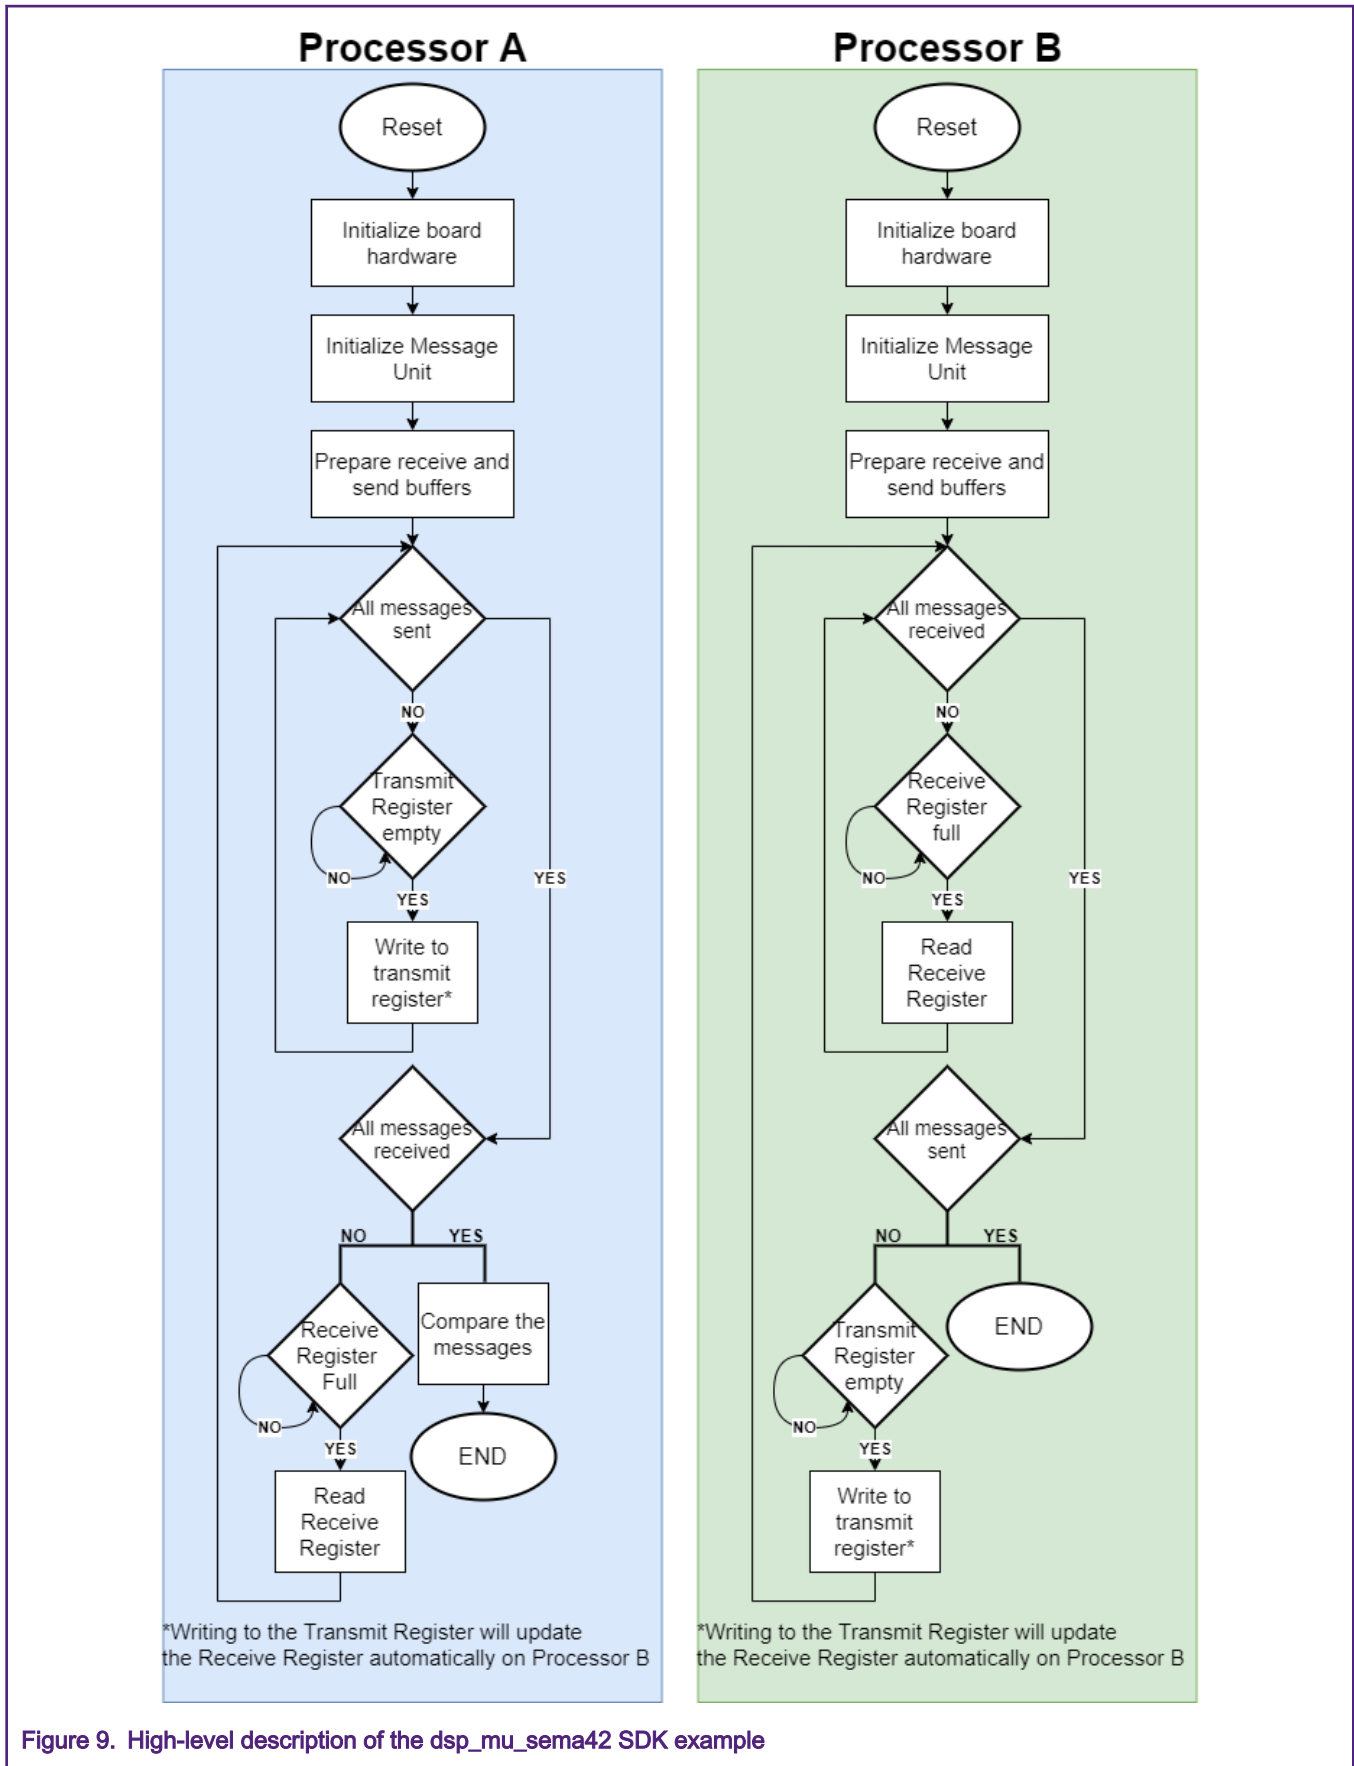 Processor A
Reset
Initialize board
hardware
Initialize Message
Unit
Prepare receive and
send buffers
All messages
sent
NO
Transmit
Register
empty
NO
YES
YES
Write to
transmit
register*
All messages
received
NO
YES
Receive
Register
Full
Compare the
messages
NO
YES
END
Read
Receive
Register
*Writing to the Transmit Register will update
the Receive Register automatically on Processor B
Processor B
Reset
Initialize board
hardware
Initialize Message
Unit
Prepare receive and
send buffers
All messages
received
NO
Receive
Register
full
NO
YES
YES
Read
Receive
Register
All messages
sent
NO
YES
Transmit
Register
empty
END
NO
YES
Write to
transmit
register*
*Writing to the Transmit Register will update
the Receive Register automatically on Processor B
Figure 9. High-level description of the dsp_mu_sema42 SDK example